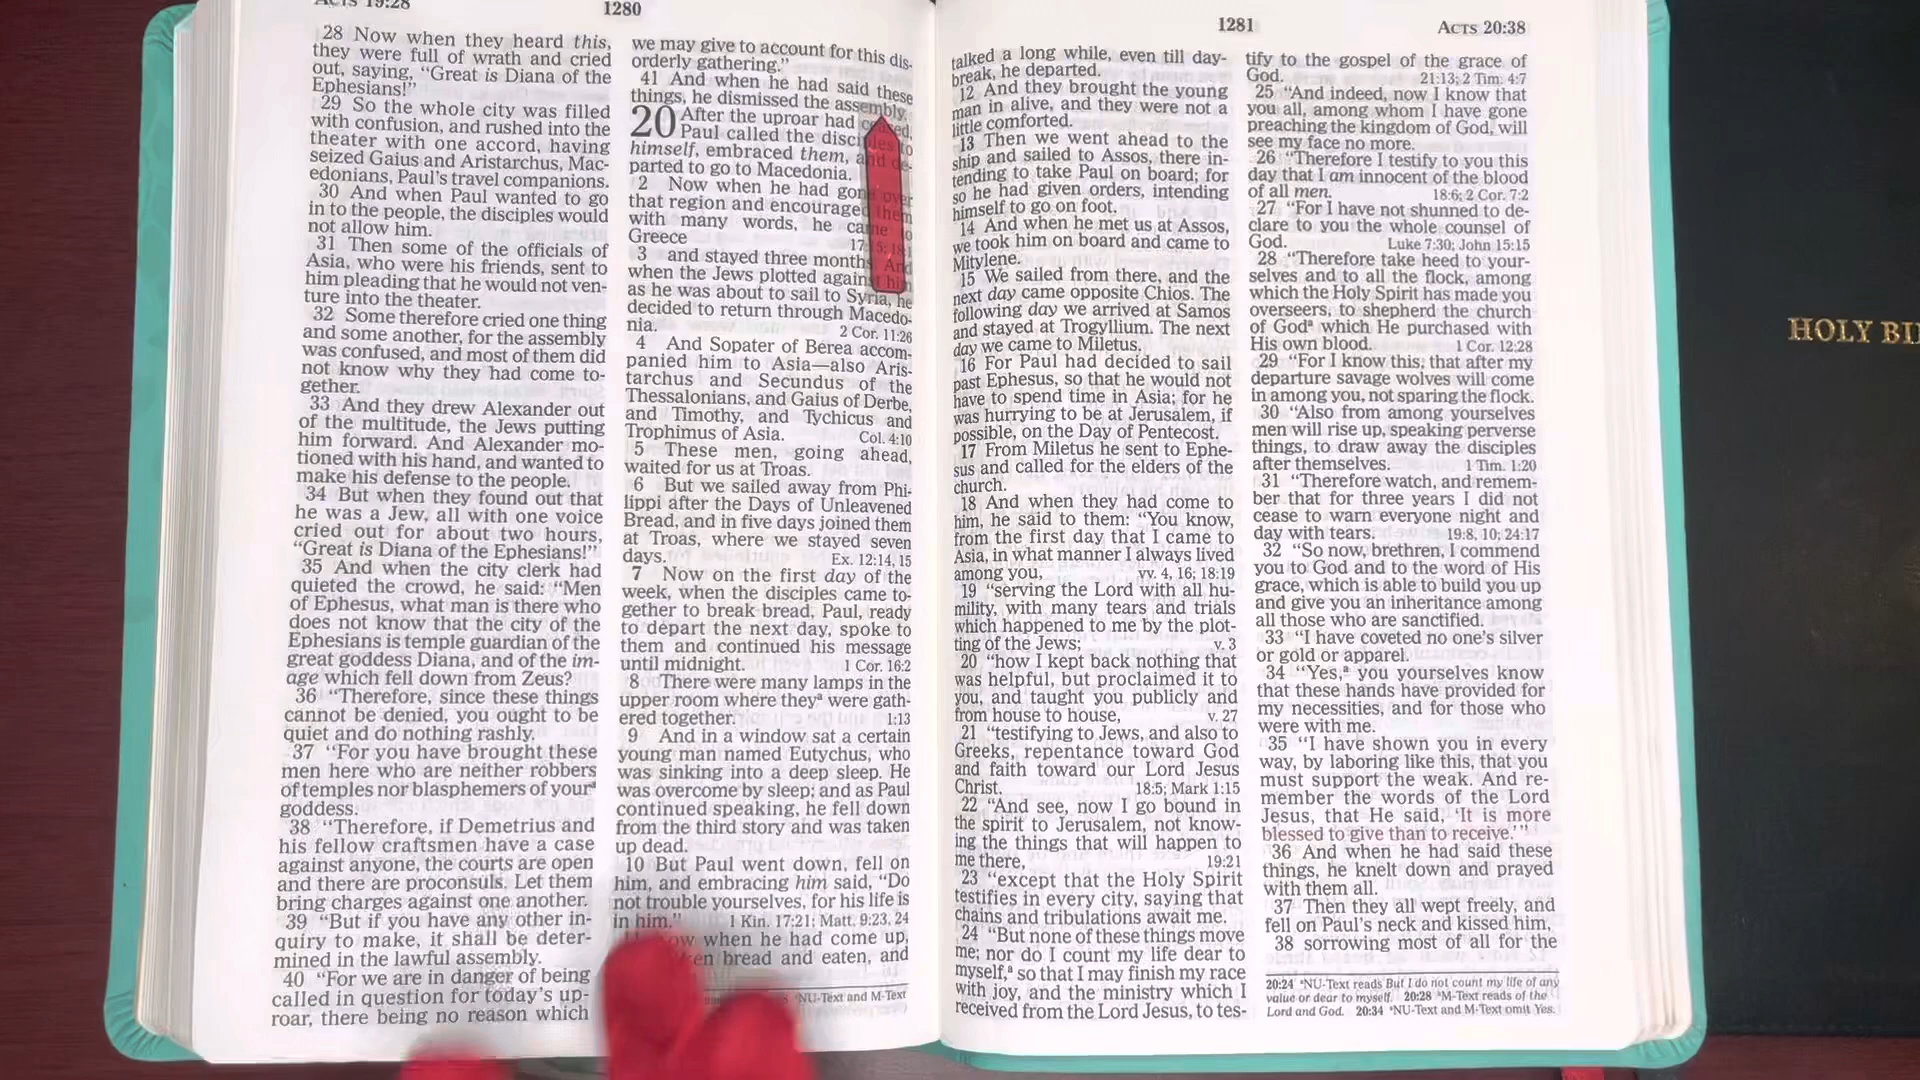 ACTS 19:28
1280
28 Now when they heard this,
they were full of wrath and cried
out, saying, “Great is Diana of the
Ephesians!”
29 So the whole city was filled
with confusion, and rushed into the
theater with one accord, having
seized Gaius and Aristarchus, Mac-
edonians, Paul's travel companions.
30 And when Paul wanted to go
in to the people, the disciples would
not allow him.
31 Then some of the officials of
Asia, who were his friends, sent to
him pleading that he would not ven-
ture into the theater.
32 Some therefore cried one thing
and some another, for the assembly
was confused, and most of them did
not know why they had come to-
gether.
33 And they drew Alexander out
of the multitude, the Jews putting
him forward. And Alexander mo-
tioned with his hand, and wanted to
make his defense to the people.
34 But when they found out that
he was a Jew, all with one voice
cried out for about two hours,
“Great is Diana of the Ephesians!”
35 And when the city clerk had
quieted the crowd, he said: “Men
of Ephesus, what man is there who
does not know that the city of the
Ephesians is temple guardian of the
great goddess Diana, and of the im-
age which fell down from Zeus?
36 “Therefore, since these things
cannot be denied, you ought to be
quiet and do nothing rashly.
37 “For you have brought these
men here who are neither robbers
of temples nor blasphemers of yourᵃ
goddess.
38 “Therefore, if Demetrius and
his fellow craftsmen have a case
against anyone, the courts are open
and there are proconsuls. Let them
bring charges against one another.
39 “But if you have any other in-
quiry to make, it shall be deter-
mined in the lawful assembly.
40 “For we are in danger of being
called in question for today's up-
roar, there being no reason which
we may give to account for this dis-
orderly gathering.”
41 And when he had said these
things, he dismissed the assembly.
20 After the uproar had ceased,
Paul called the disciples to
himself, embraced them, and de-
parted to go to Macedonia.
2 Now when he had gone over
that region and encouraged them
with many words, he came to
Greece 17:15; 18:1
3 and stayed three months. And
when the Jews plotted against him
as he was about to sail to Syria, he
decided to return through Macedo-
nia. 2 Cor. 11:26
4 And Sopater of Berea accom-
panied him to Asia—also Aris-
tarchus and Secundus of the
Thessalonians, and Gaius of Derbe,
and Timothy, and Tychicus and
Trophimus of Asia. Col. 4:10
5 These men, going ahead,
waited for us at Troas.
6 But we sailed away from Phi-
lippi after the Days of Unleavened
Bread, and in five days joined them
at Troas, where we stayed seven
days. Ex. 12:14, 15
7 Now on the first day of the
week, when the disciples came to-
gether to break bread, Paul, ready
to depart the next day, spoke to
them and continued his message
until midnight. 1 Cor. 16:2
8 There were many lamps in the
upper room where theyᵃ were gath-
ered together. 1:13
9 And in a window sat a certain
young man named Eutychus, who
was sinking into a deep sleep. He
was overcome by sleep; and as Paul
continued speaking, he fell down
from the third story and was taken
up dead.
10 But Paul went down, fell on
him, and embracing him said, “Do
not trouble yourselves, for his life is
in him.” 1 Kin. 17:21; Matt. 9:23, 24
when he had come up,
bread and eaten, and
ᵃNU-Text and M-Text
1281
ACTS 20:38
talked a long while, even till day-
break, he departed.
12 And they brought the young
man in alive, and they were not a
little comforted.
13 Then we went ahead to the
ship and sailed to Assos, there in-
tending to take Paul on board; for
so he had given orders, intending
himself to go on foot.
14 And when he met us at Assos,
we took him on board and came to
Mitylene.
15 We sailed from there, and the
next day came opposite Chios. The
following day we arrived at Samos
and stayed at Trogyllium. The next
day we came to Miletus.
16 For Paul had decided to sail
past Ephesus, so that he would not
have to spend time in Asia; for he
was hurrying to be at Jerusalem, if
possible, on the Day of Pentecost.
17 From Miletus he sent to Ephe-
sus and called for the elders of the
church.
18 And when they had come to
him, he said to them: “You know,
from the first day that I came to
Asia, in what manner I always lived
among you, vv. 4, 16; 18:19
19 “serving the Lord with all hu-
mility, with many tears and trials
which happened to me by the plot-
ting of the Jews; v. 3
20 “how I kept back nothing that
was helpful, but proclaimed it to
you, and taught you publicly and
from house to house, v. 27
21 “testifying to Jews, and also to
Greeks, repentance toward God
and faith toward our Lord Jesus
Christ. 18:5; Mark 1:15
22 “And see, now I go bound in
the spirit to Jerusalem, not know-
ing the things that will happen to
me there, 19:21
23 “except that the Holy Spirit
testifies in every city, saying that
chains and tribulations await me.
24 “But none of these things move
me; nor do I count my life dear to
myself,ᵃ so that I may finish my race
with joy, and the ministry which I
received from the Lord Jesus, to tes-
tify to the gospel of the grace of
God. 21:13; 2 Tim. 4:7
25 “And indeed, now I know that
you all, among whom I have gone
preaching the kingdom of God, will
see my face no more.
26 “Therefore I testify to you this
day that I am innocent of the blood
of all men. 18:6; 2 Cor. 7:2
27 “For I have not shunned to de-
clare to you the whole counsel of
God. Luke 7:30; John 15:15
28 “Therefore take heed to your-
selves and to all the flock, among
which the Holy Spirit has made you
overseers, to shepherd the church
of Godᵃ which He purchased with
His own blood. 1 Cor. 12:28
29 “For I know this, that after my
departure savage wolves will come
in among you, not sparing the flock.
30 “Also from among yourselves
men will rise up, speaking perverse
things, to draw away the disciples
after themselves. 1 Tim. 1:20
31 “Therefore watch, and remem-
ber that for three years I did not
cease to warn everyone night and
day with tears. 19:8, 10; 24:17
32 “So now, brethren, I commend
you to God and to the word of His
grace, which is able to build you up
and give you an inheritance among
all those who are sanctified.
33 “I have coveted no one's silver
or gold or apparel.
34 “Yes,ᵃ you yourselves know
that these hands have provided for
my necessities, and for those who
were with me.
35 “I have shown you in every
way, by laboring like this, that you
must support the weak. And re-
member the words of the Lord
Jesus, that He said, ‘It is more
blessed to give than to receive.’ ”
36 And when he had said these
things, he knelt down and prayed
with them all.
37 Then they all wept freely, and
fell on Paul's neck and kissed him,
38 sorrowing most of all for the
20:24 ᵃNU-Text reads But I do not count my life of any
value or dear to myself. 20:28 ᵃM-Text reads of the
Lord and God. 20:34 ᵃNU-Text and M-Text omit Yes.
HOLY BI